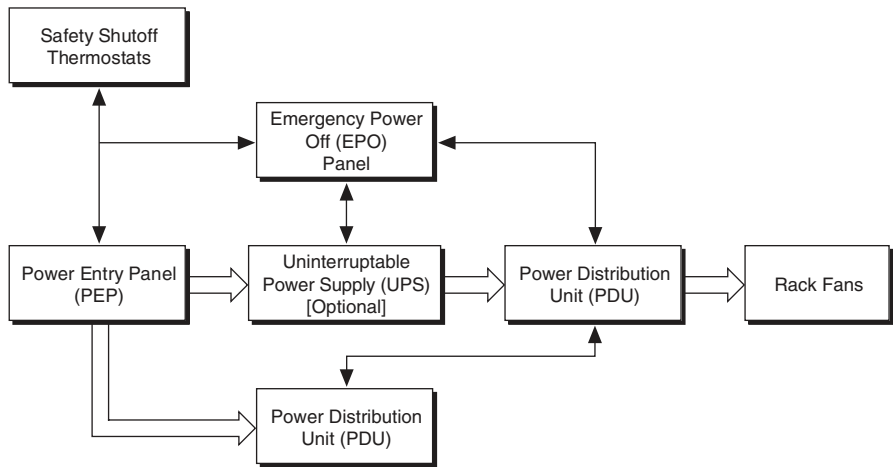 Safety Shutoff
Thermostats
Emergency Power
Off (EPO)
Panel
Power Entry Panel
(PEP)
Uninterruptable
Power Supply (UPS)
[Optional]
Power Distribution
Unit (PDU)
Rack Fans
Power Distribution
Unit (PDU)